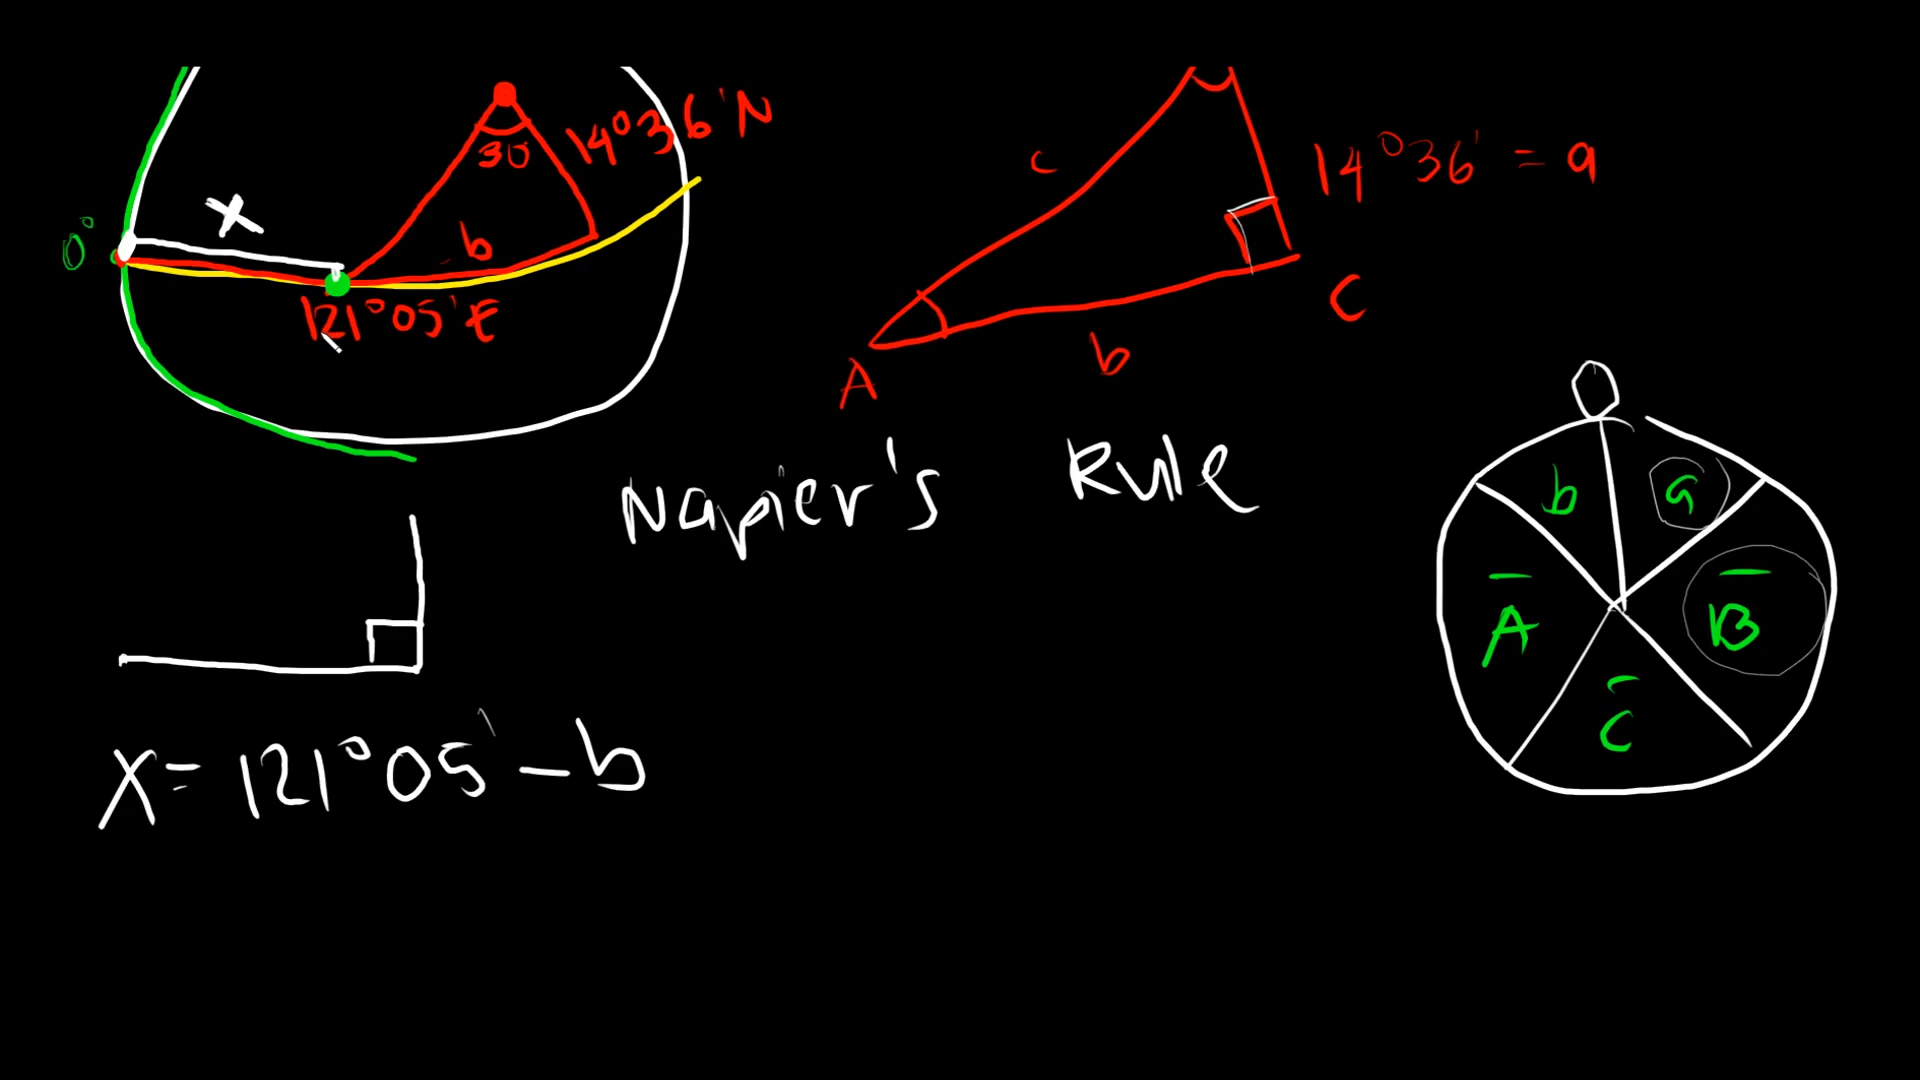 14°36'N
30
X
0°
b
121°05'E
c
14°36' = a
A
b
C
Napier's Rule
b
a
A̅
B̅
C̅
X = 121°05' - b